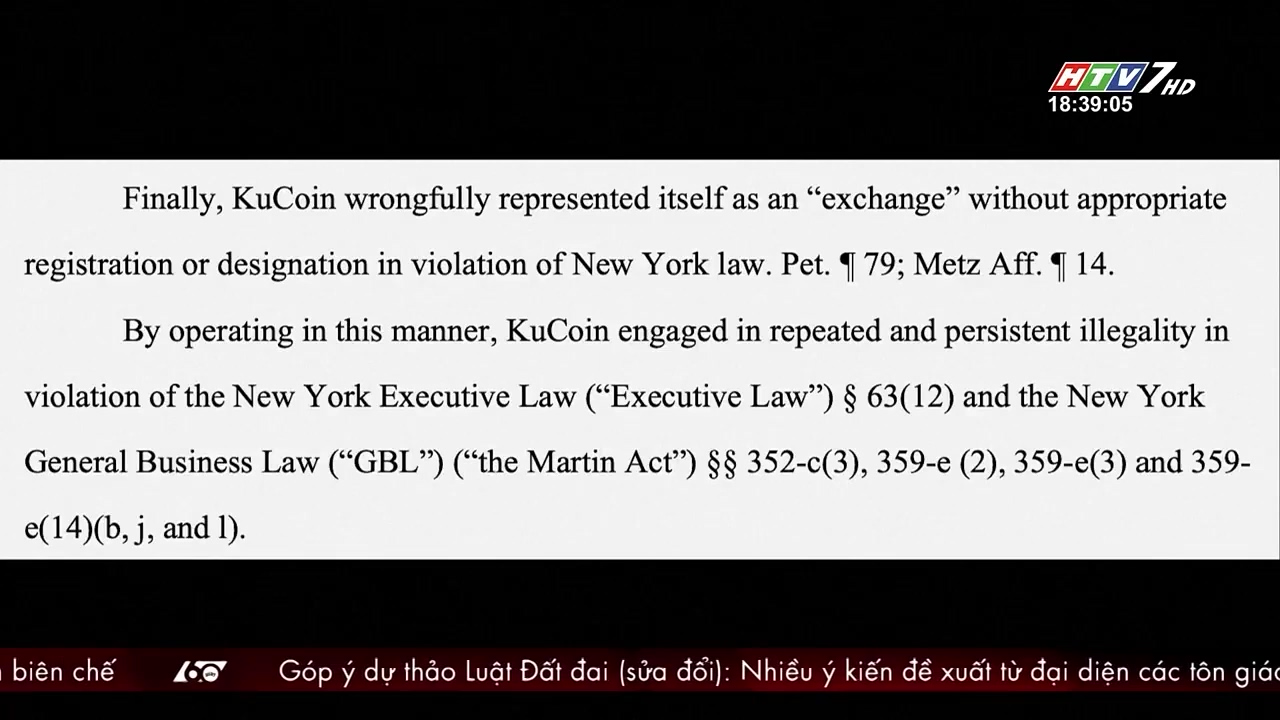 HTV7 HD
18:39:05
Finally, KuCoin wrongfully represented itself as an “exchange” without appropriate
registration or designation in violation of New York law. Pet. ¶ 79; Metz Aff. ¶ 14.
By operating in this manner, KuCoin engaged in repeated and persistent illegality in
violation of the New York Executive Law (“Executive Law”) § 63(12) and the New York
General Business Law (“GBL”) (“the Martin Act”) §§ 352-c(3), 359-e (2), 359-e(3) and 359-
e(14)(b, j, and l).
biên chế 60 giây Góp ý dự thảo Luật Đất đai (sửa đổi): Nhiều ý kiến đề xuất từ đại diện các tôn